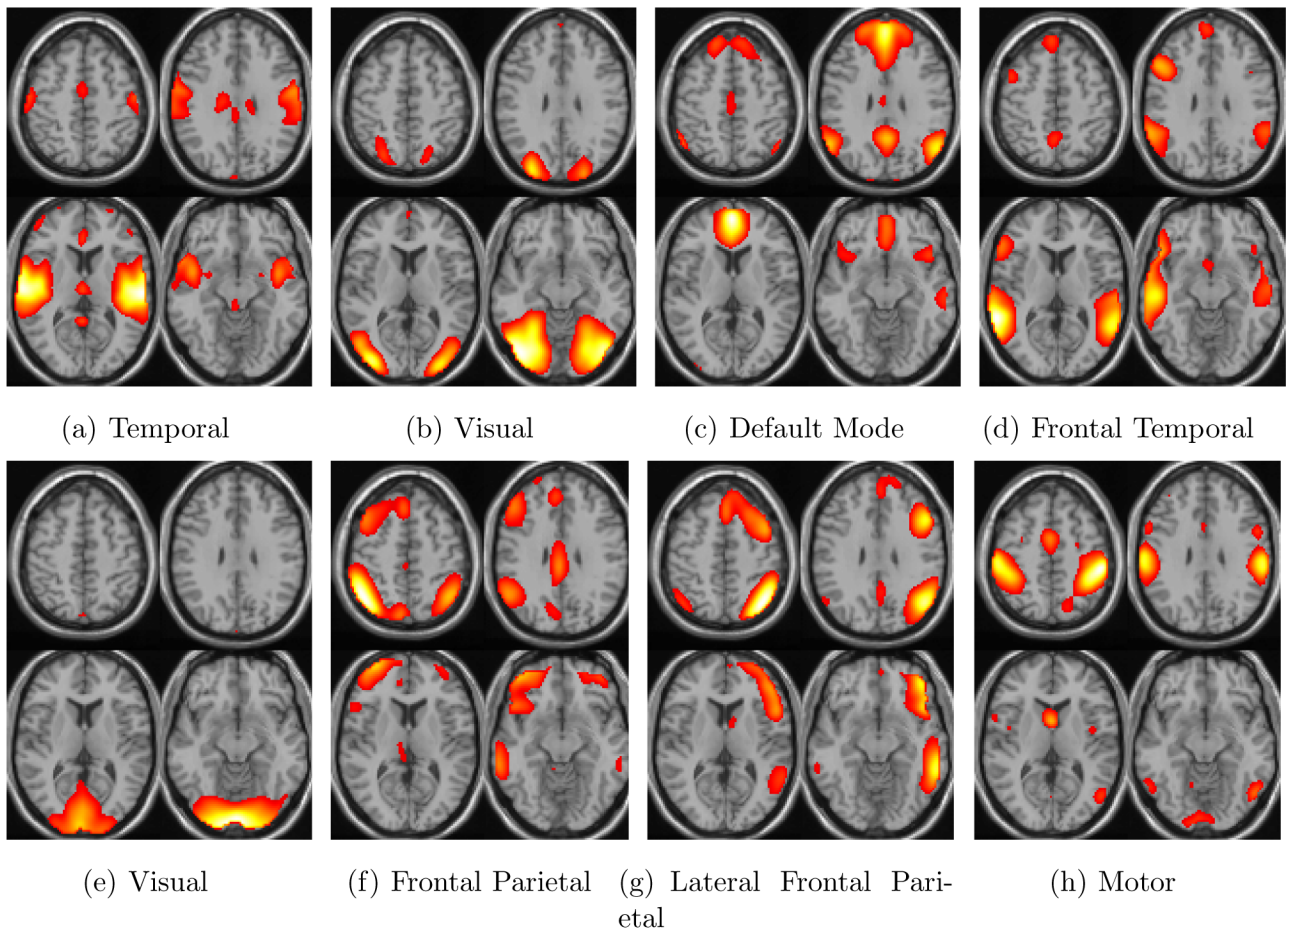 (a) Temporal
(b) Visual
(c) Default Mode
(d) Frontal Temporal
(e) Visual
(f) Frontal Parietal
(g) Lateral Frontal Pari-
etal
(h) Motor